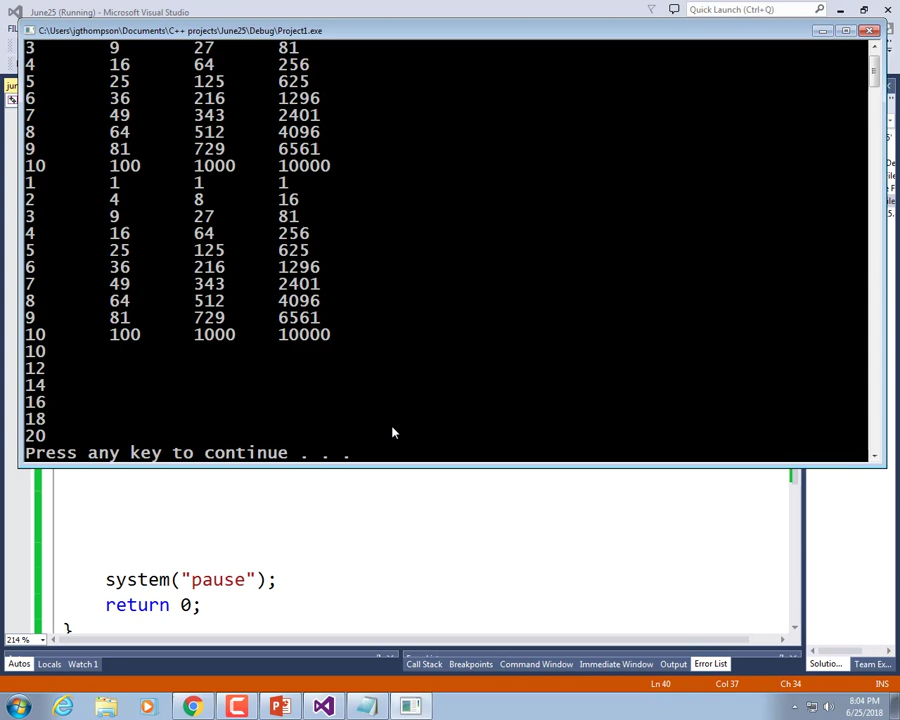 June25 (Running) - Microsoft Visual Studio
Quick Launch (Ctrl+Q)
C:\Users\jgthompson\Documents\C++ projects\June25\Debug\Project1.exe
3 9 27 81
4 16 64 256
5 25 125 625
6 36 216 1296
7 49 343 2401
8 64 512 4096
9 81 729 6561
10 100 1000 10000
1 1 1 1
2 4 8 16
3 9 27 81
4 16 64 256
5 25 125 625
6 36 216 1296
7 49 343 2401
8 64 512 4096
9 81 729 6561
10 100 1000 10000
10
12
14
16
18
20
Press any key to continue . . .
system("pause");
return 0;
}
214 %
Autos Locals Watch 1 Call Stack Breakpoints Command Window Immediate Window Output Error List Solutio... Team Ex...
Ln 40 Col 37 Ch 34 INS
8:04 PM
6/25/2018